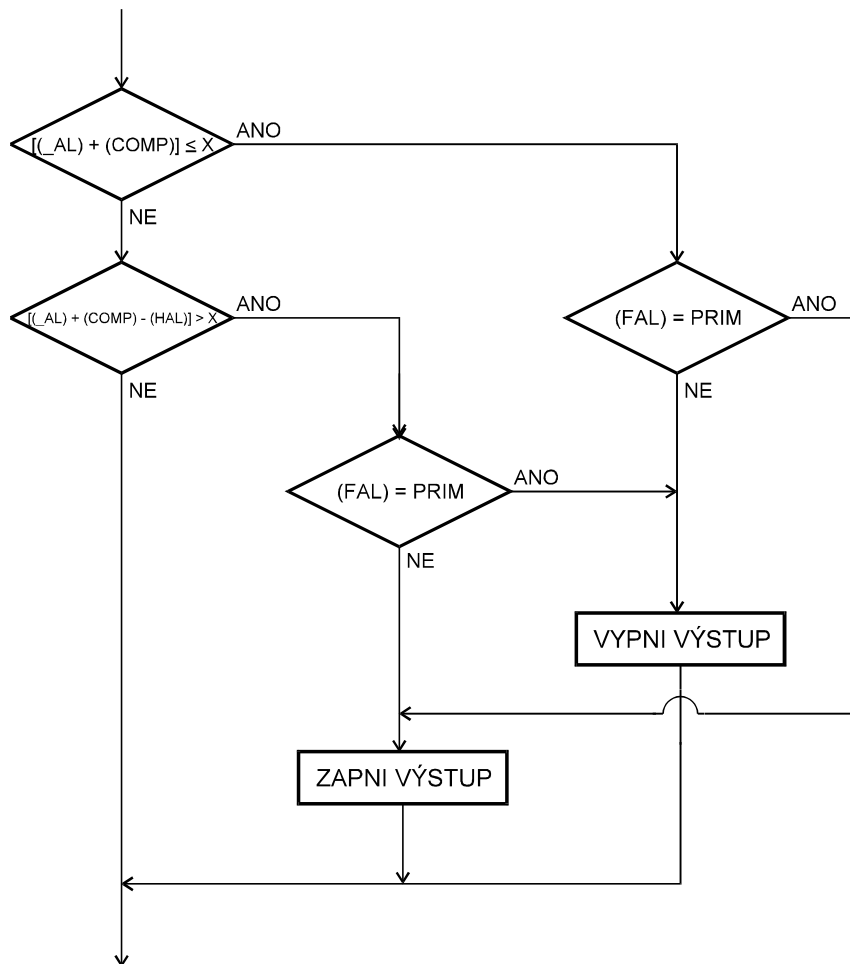 [(_AL) + (COMP)] ≤ X
ANO
NE
[(_AL) + (COMP) - (HAL)] > X
ANO
NE
(FAL) = PRIM
ANO
NE
(FAL) = PRIM
ANO
NE
VYPNI VÝSTUP
ZAPNI VÝSTUP